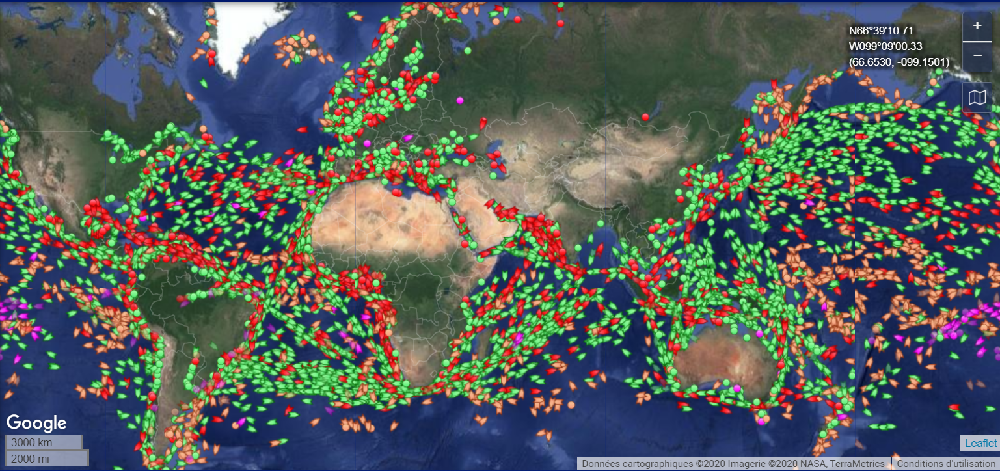 +
N66°39'10.71
W099°09'00.33
(66.6530, -099.1501)
−
Google
3000 km
2000 mi
Leaflet
Données cartographiques ©2020 Imagerie ©2020 NASA, TerraMetrics
Conditions d'utilisation